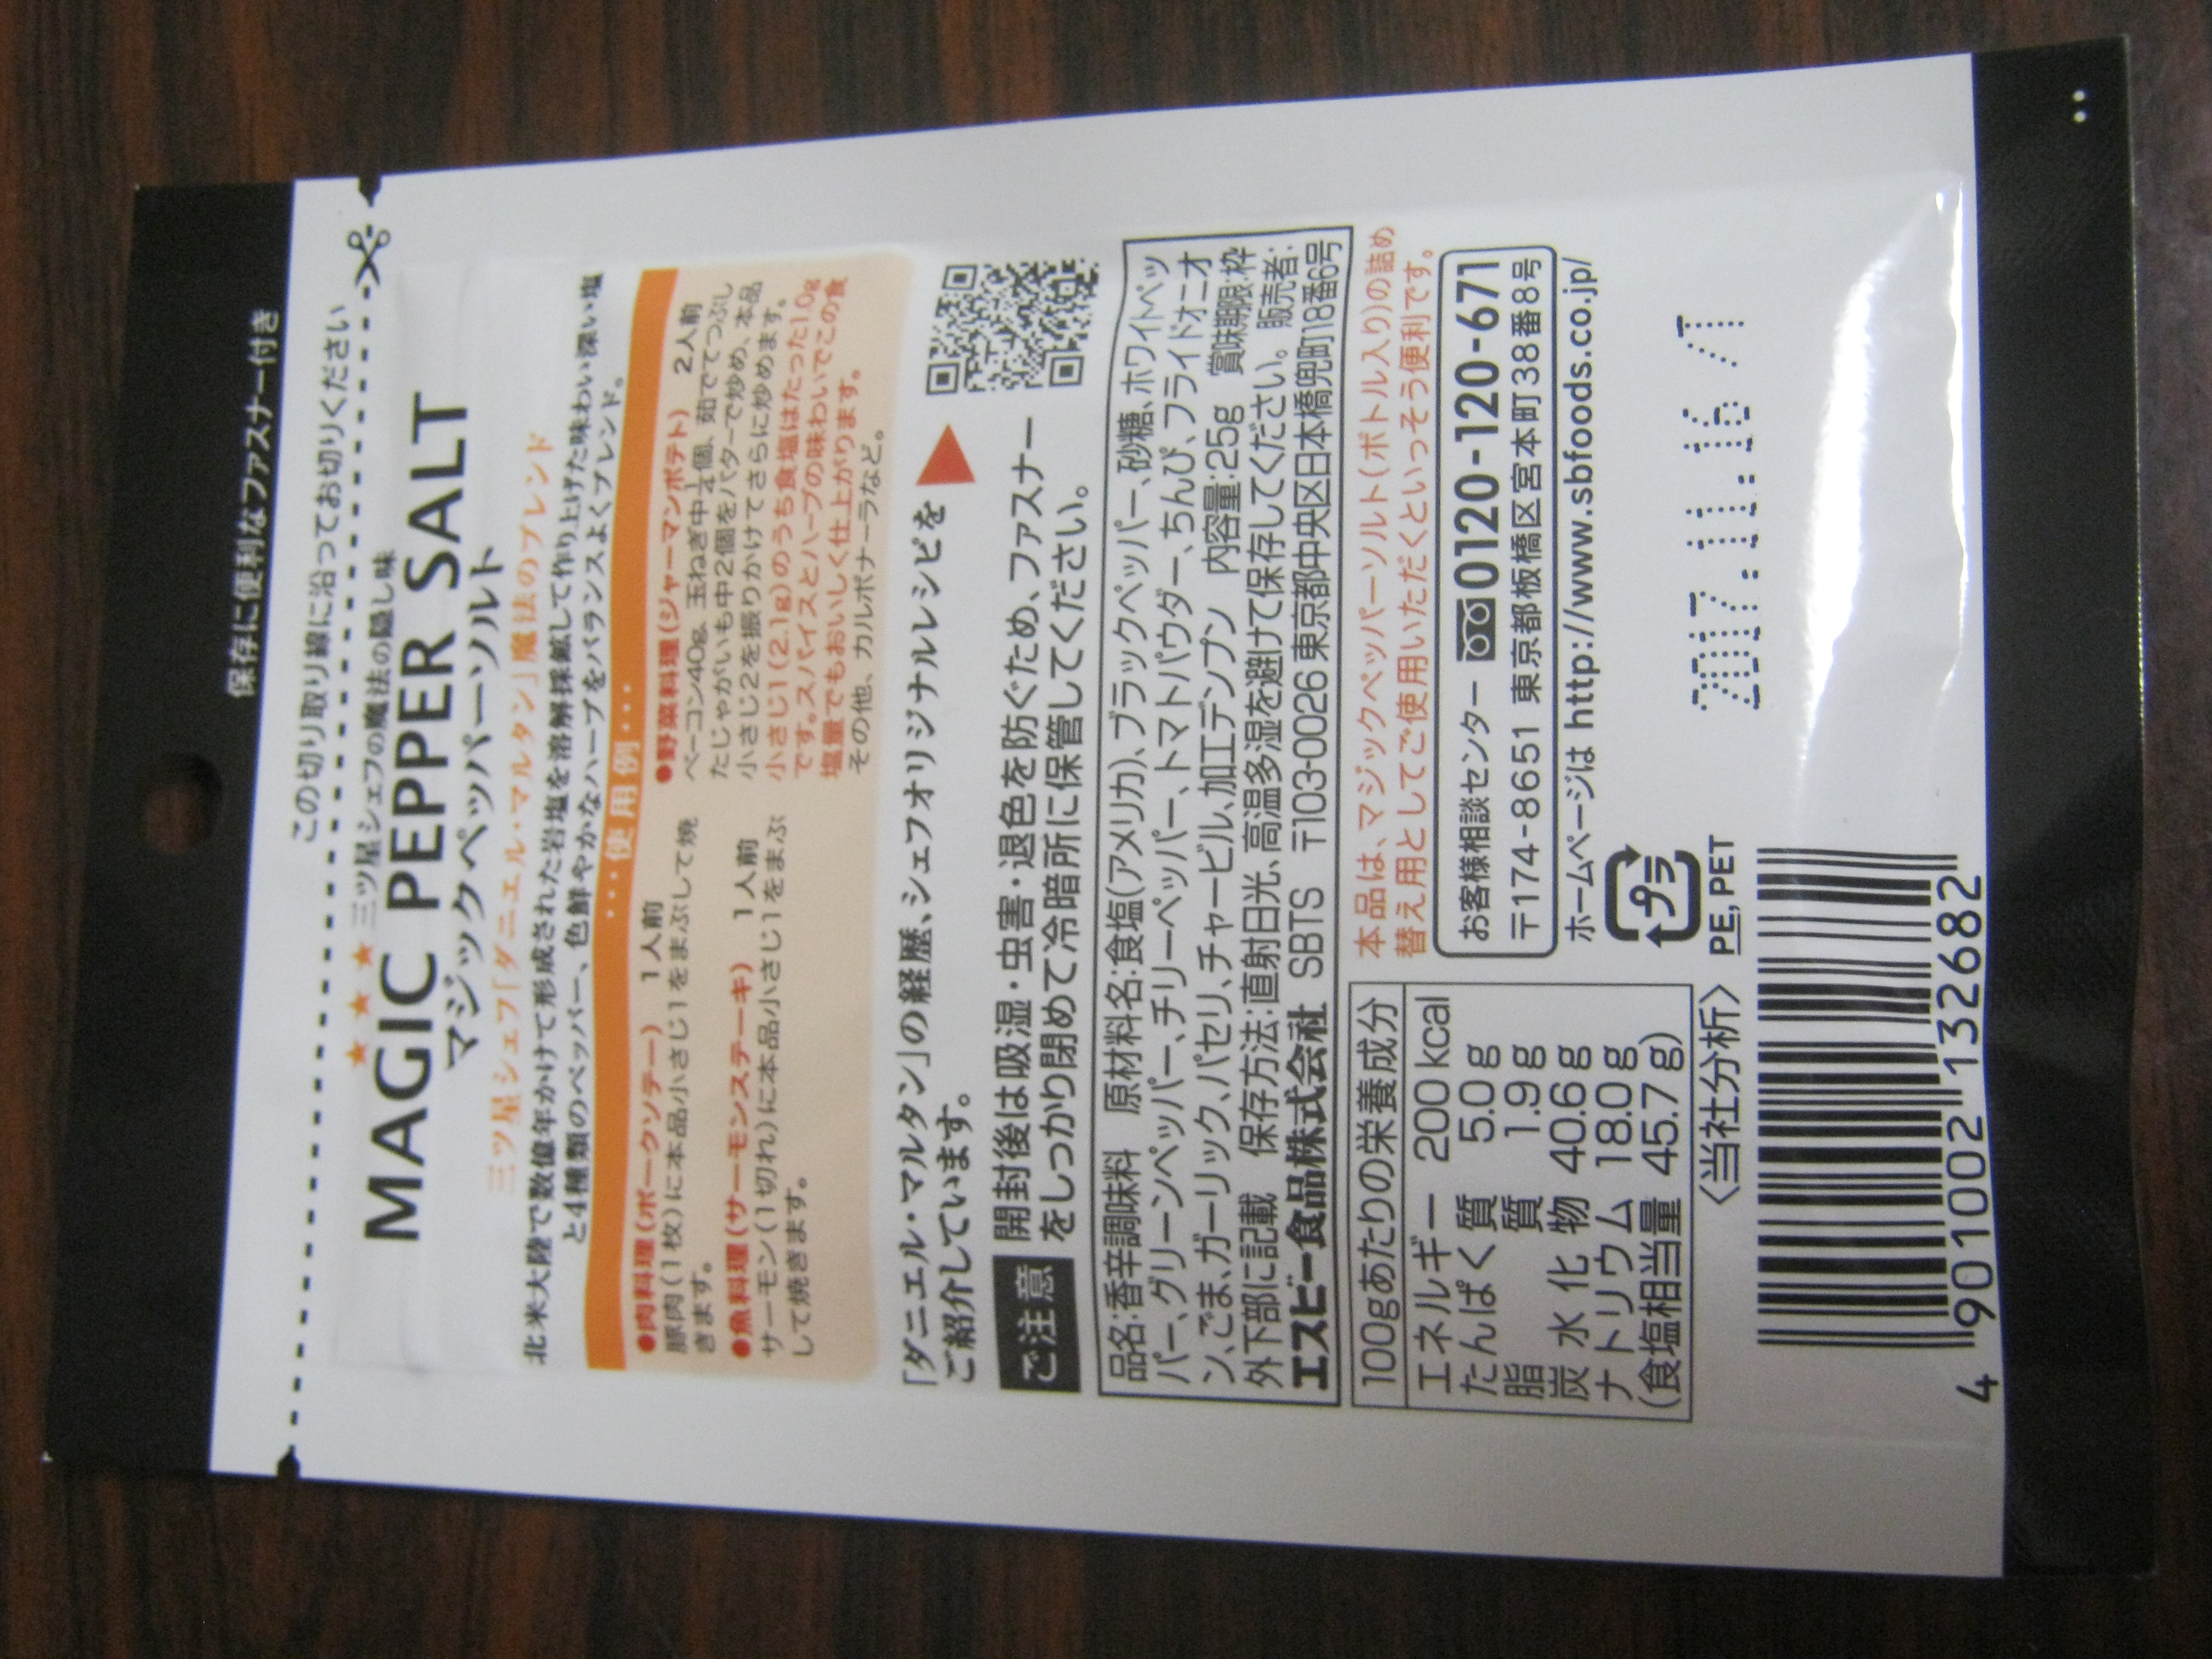 保存に便利なファスナー付き
この切り取り線に沿ってお切りください
★★★三ツ星シェフの魔法の隠し味
MAGIC PEPPER SALT
マジックペッパーソルト
三ツ星シェフ「ダニエル・マルタン」魔法のブレンド
北米大陸で数億年かけて形成された岩塩を溶解採鉱して作り上げた味わい深い塩
と4種類のペッパー、色鮮やかなハーブをバランスよくブレンド。
・・・使用例・・・
●肉料理(ポークソテー) 1人前
豚肉(1枚)に本品小さじ1をまぶして焼
きます。
●魚料理(サーモンステーキ) 1人前
サーモン(1切れ)に本品小さじ1をまぶ
して焼きます。
●野菜料理(ジャーマンポテト) 2人前
ベーコン40g、玉ねぎ中1/4個、茹でてつぶし
たじゃがいも中2個をバターで炒め、本品
小さじ2を振りかけてさらに炒めます。
小さじ1(2.1g)のうち食塩はたった1.0g
です。スパイスとハーブの味わいでこの食
塩量でもおいしく仕上がります。
その他、カルボナーラなど。
「ダニエル・マルタン」の経歴、シェフオリジナルレシピを
ご紹介しています。
ご注意 開封後は吸湿・虫害・退色を防ぐため、ファスナー
をしっかり閉めて冷暗所に保管してください。
品名:香辛調味料 原材料名:食塩(アメリカ)、ブラックペッパー、砂糖、ホワイトペッ
パー、グリーンペッパー、チリーペッパー、トマトパウダー、ちんぴ、フライドオニオ
ン、ごま、ガーリック、パセリ、チャービル、加工デンプン 内容量:25g 賞味期限:枠
外下部に記載 保存方法:直射日光、高温多湿を避けて保存してください。 販売者:
エスビー食品株式会社 SBTS 〒103-0026東京都中央区日本橋兜町18番6号
100gあたりの栄養成分
エネルギー 200kcal
たんぱく質 5.0g
脂質 1.9g
炭水化物 40.6g
ナトリウム 18.0g
(食塩相当量 45.7g)
〈当社分析〉
本品は、マジックペッパーソルト(ボトル入り)の詰め
替え用としてご使用いただくといっそう便利です。
お客様相談センター 0120-120-671
〒174-8651 東京都板橋区宮本町38番8号
ホームページは http://www.sbfoods.co.jp/
プラ
PE,PET
2017.11.16 /T
4 901002 132682